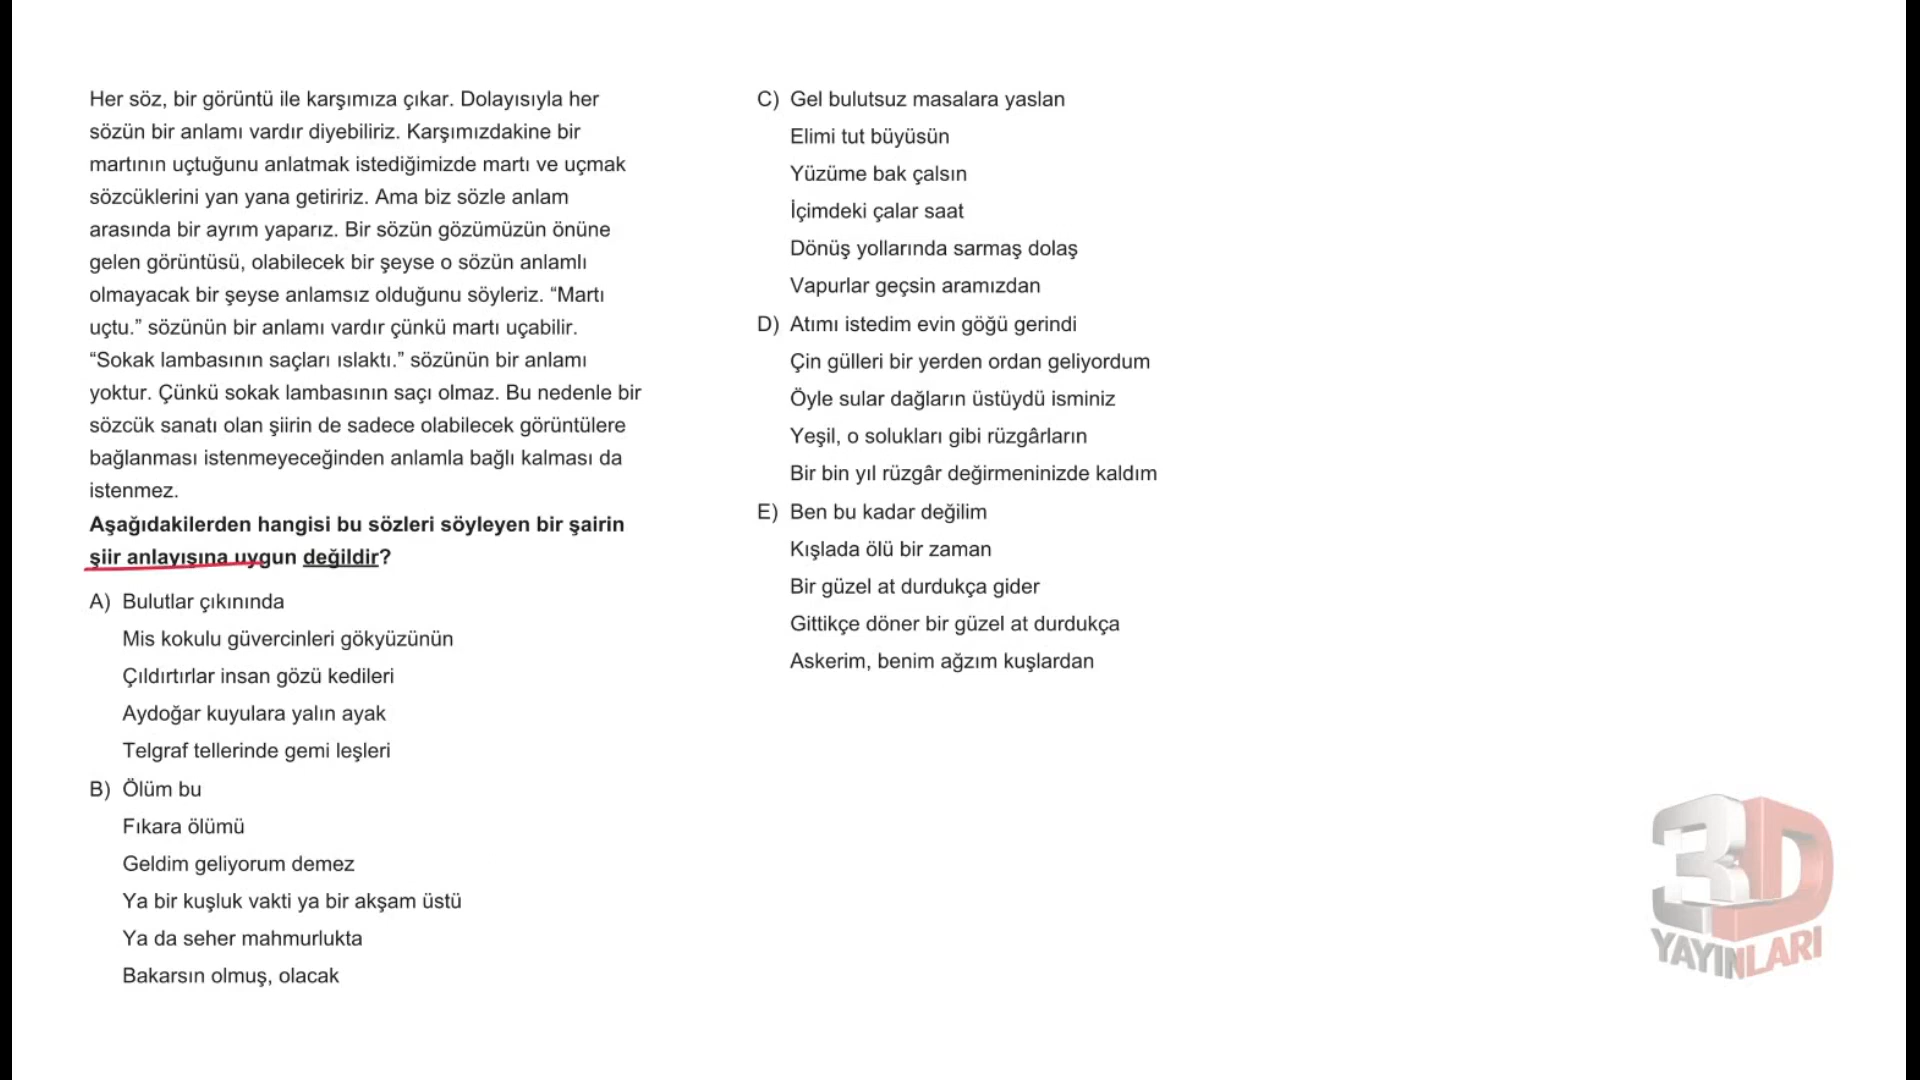 Her söz, bir görüntü ile karşımıza çıkar. Dolayısıyla her
sözün bir anlamı vardır diyebiliriz. Karşımızdakine bir
martının uçtuğunu anlatmak istediğimizde martı ve uçmak
sözcüklerini yan yana getiririz. Ama biz sözle anlam
arasında bir ayrım yaparız. Bir sözün gözümüzün önüne
gelen görüntüsü, olabilecek bir şeyse o sözün anlamlı
olmayacak bir şeyse anlamsız olduğunu söyleriz. “Martı
uçtu.” sözünün bir anlamı vardır çünkü martı uçabilir.
“Sokak lambasının saçları ıslaktı.” sözünün bir anlamı
yoktur. Çünkü sokak lambasının saçı olmaz. Bu nedenle bir
sözcük sanatı olan şiirin de sadece olabilecek görüntülere
bağlanması istenmeyeceğinden anlamla bağlı kalması da
istenmez.
Aşağıdakilerden hangisi bu sözleri söyleyen bir şairin
şiir anlayışına uygun değildir?
A) Bulutlar çıkınında
Mis kokulu güvercinleri gökyüzünün
Çıldırtırlar insan gözü kedileri
Aydoğar kuyulara yalın ayak
Telgraf tellerinde gemi leşleri
B) Ölüm bu
Fıkara ölümü
Geldim geliyorum demez
Ya bir kuşluk vakti ya bir akşam üstü
Ya da seher mahmurlukta
Bakarsın olmuş, olacak
C) Gel bulutsuz masalara yaslan
Elimi tut büyüsün
Yüzüme bak çalsın
İçimdeki çalar saat
Dönüş yollarında sarmaş dolaş
Vapurlar geçsin aramızdan
D) Atımı istedim evin göğü gerindi
Çin gülleri bir yerden ordan geliyordum
Öyle sular dağların üstüydü isminiz
Yeşil, o solukları gibi rüzgârların
Bir bin yıl rüzgâr değirmeninizde kaldım
E) Ben bu kadar değilim
Kışlada ölü bir zaman
Bir güzel at durdukça gider
Gittikçe döner bir güzel at durdukça
Askerim, benim ağzım kuşlardan
3D
YAYINLARI